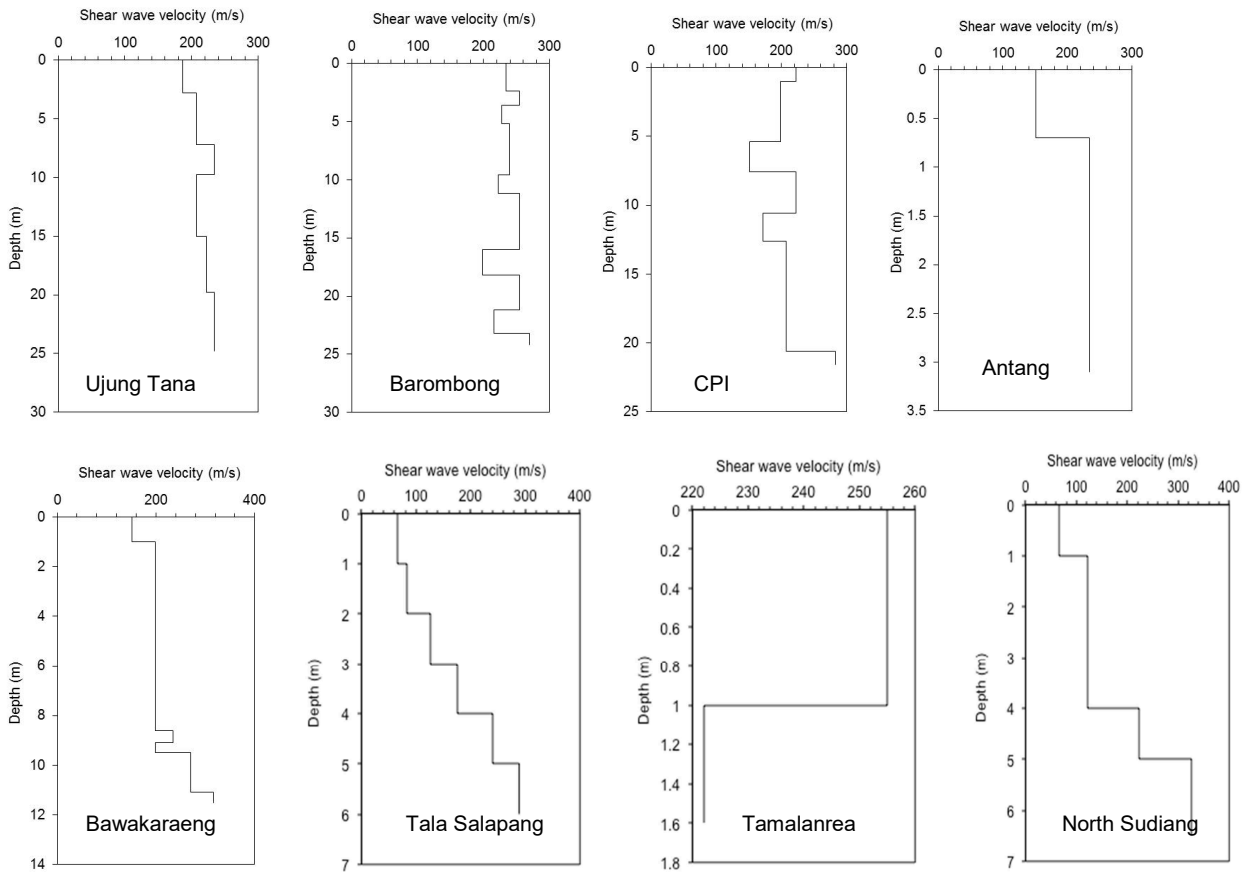 Shear wave velocity (m/s)
0 100 200 300
0
5
10
15
20
25
30
Depth (m)
Ujung Tana
Shear wave velocity (m/s)
0 100 200 300
0
5
10
15
20
25
30
Depth (m)
Barombong
Shear wave velocity (m/s)
0 100 200 300
0
5
10
15
20
25
Depth (m)
CPI
Shear wave velocity (m/s)
0 100 200 300
0
0.5
1
1.5
2
2.5
3
3.5
Depth (m)
Antang
Shear wave velocity (m/s)
0 200 400
0
2
4
6
8
10
12
14
Depth (m)
Bawakaraeng
Shear wave velocity (m/s)
0 100 200 300 400
0
1
2
3
4
5
6
7
Depth (m)
Tala Salapang
Shear wave velocity (m/s)
220 230 240 250 260
0
0.2
0.4
0.6
0.8
1
1.2
1.4
1.6
1.8
Depth (m)
Tamalanrea
Shear wave velocity (m/s)
0 100 200 300 400
0
1
2
3
4
5
6
7
Depth (m)
North Sudiang